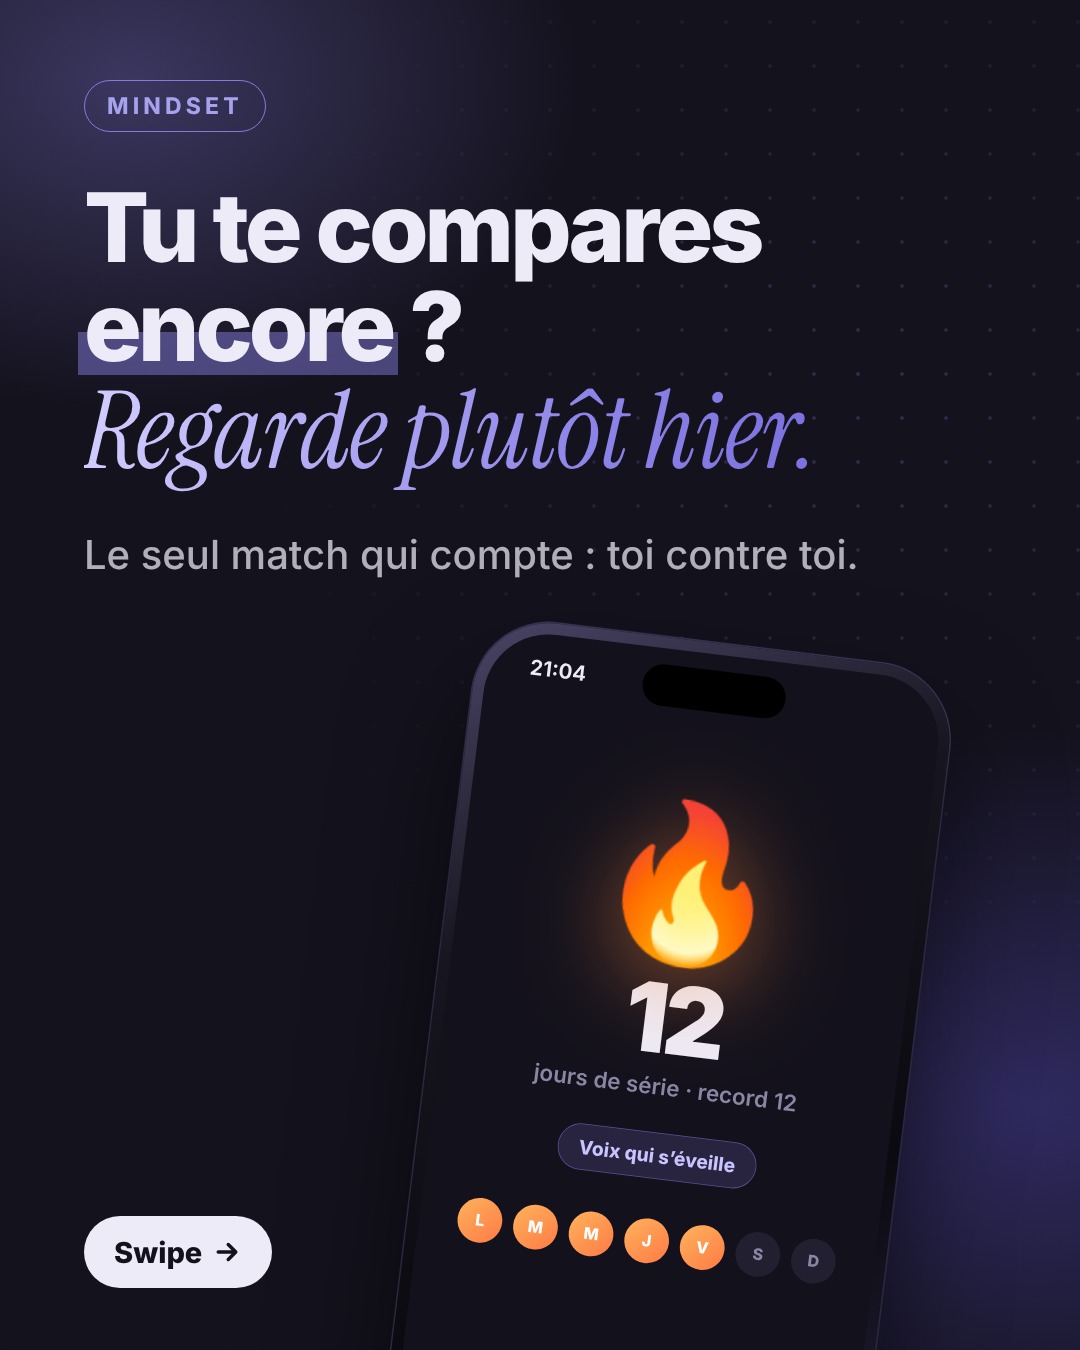 MINDSET
Tu te compares
encore ?
Regarde plutôt hier.
Le seul match qui compte : toi contre toi.
21:04
12
jours de série · record 12
Voix qui s’éveille
L M M J V S D
Swipe →